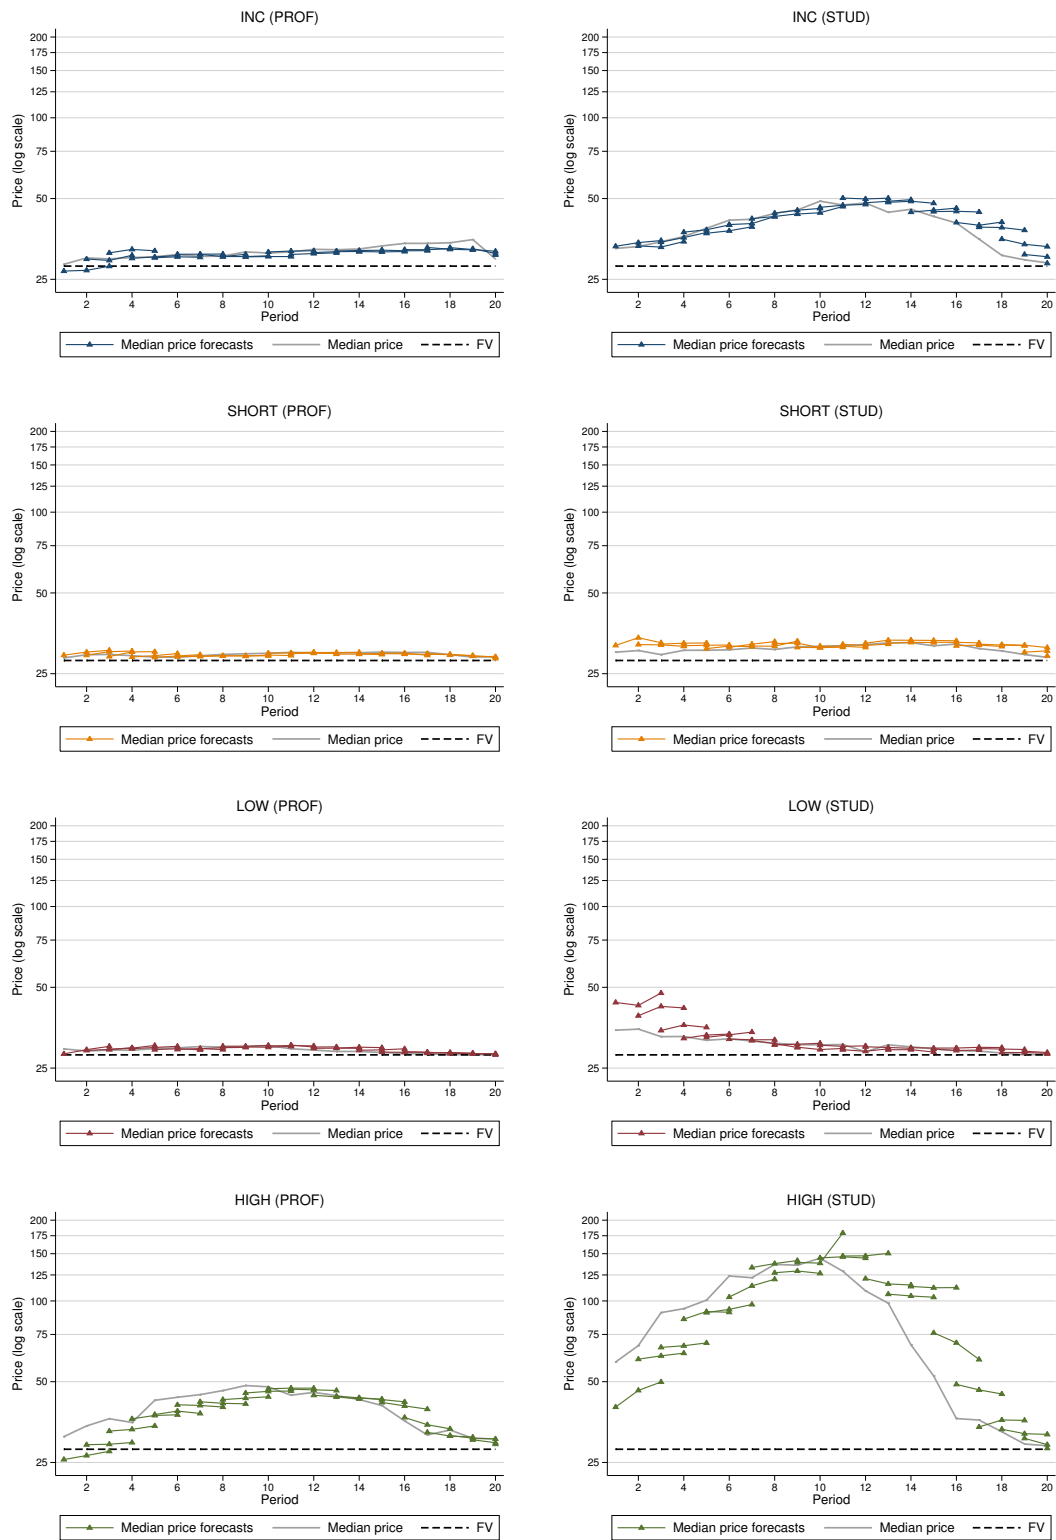 INC (PROF)
200
175
150
125
100
75
50
25
Price (log scale)
2 4 6 8 10 12 14 16 18 20
Period
Median price forecasts Median price FV
INC (STUD)
200
175
150
125
100
75
50
25
Price (log scale)
2 4 6 8 10 12 14 16 18 20
Period
Median price forecasts Median price FV
SHORT (PROF)
200
175
150
125
100
75
50
25
Price (log scale)
2 4 6 8 10 12 14 16 18 20
Period
Median price forecasts Median price FV
SHORT (STUD)
200
175
150
125
100
75
50
25
Price (log scale)
2 4 6 8 10 12 14 16 18 20
Period
Median price forecasts Median price FV
LOW (PROF)
200
175
150
125
100
75
50
25
Price (log scale)
2 4 6 8 10 12 14 16 18 20
Period
Median price forecasts Median price FV
LOW (STUD)
200
175
150
125
100
75
50
25
Price (log scale)
2 4 6 8 10 12 14 16 18 20
Period
Median price forecasts Median price FV
HIGH (PROF)
200
175
150
125
100
75
50
25
Price (log scale)
2 4 6 8 10 12 14 16 18 20
Period
Median price forecasts Median price FV
HIGH (STUD)
200
175
150
125
100
75
50
25
Price (log scale)
2 4 6 8 10 12 14 16 18 20
Period
Median price forecasts Median price FV